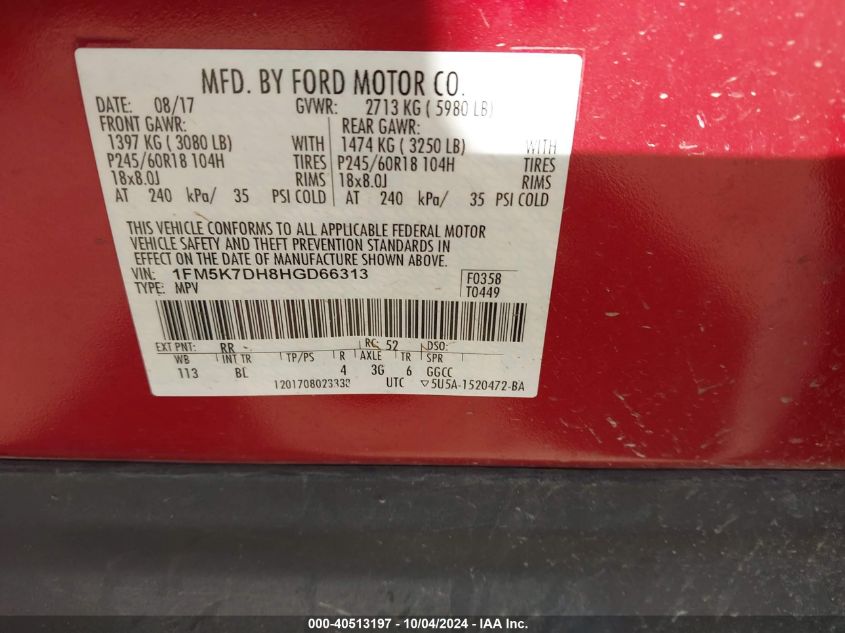 MFD. BY FORD MOTOR CO.
DATE: 08/17 GVWR: 2713 KG ( 5980 LB)
FRONT GAWR: REAR GAWR:
1397 KG ( 3080 LB) WITH 1474 KG ( 3250 LB) WITH
P245/60R18 104H TIRES P245/60R18 104H TIRES
18x8.0J RIMS 18x8.0J RIMS
AT 240 kPa/ 35 PSI COLD AT 240 kPa/ 35 PSI COLD
THIS VEHICLE CONFORMS TO ALL APPLICABLE FEDERAL MOTOR
VEHICLE SAFETY AND THEFT PREVENTION STANDARDS IN
EFFECT ON THE DATE OF MANUFACTURE SHOWN ABOVE.
VIN: 1FM5K7DH8HGD66313 F0358
TYPE: MPV T0449
EXT PNT: RR RC: 52 DSO:
WB INT TR TP/PS R AXLE TR SPR
113 BL 4 3G 6 GGCC
UTC ▽5U5A-1520472-BA
000-40513197 - 10/04/2024 - IAA Inc.